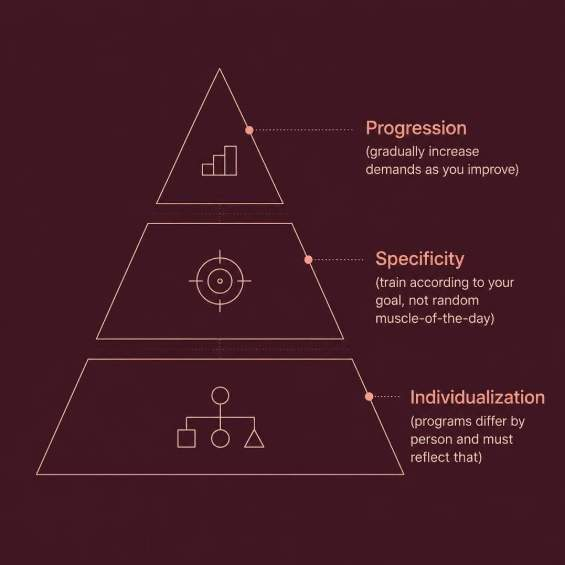 Progression
(gradually increase
demands as you improve)
Specificity
(train according to your
goal, not random
muscle-of-the-day)
Individualization
(programs differ by
person and must
reflect that)